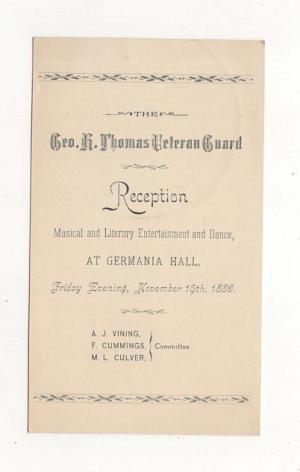 THE
Geo. H. Thomas Veteran Guard
Reception
Musical and Literary Entertainment and Dance,
AT GERMANIA HALL.
Friday Evening, November 19th, 1886.
A. J. VINING,
F. CUMMINGS, } Committee
M. L. CULVER,